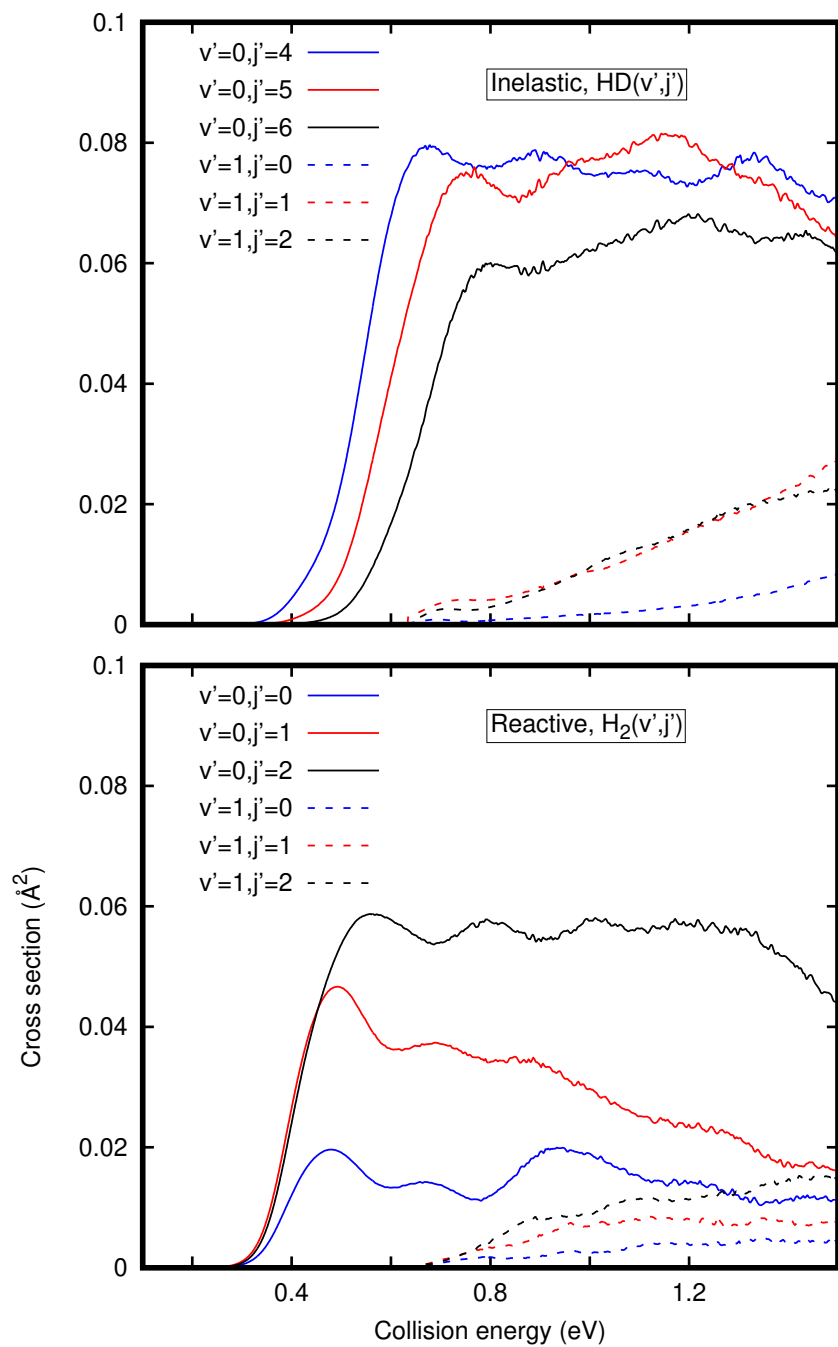 0.1
v'=0,j'=4
v'=0,j'=5
Inelastic, HD(v',j')
v'=0,j'=6
0.08
v'=1,j'=0
v'=1,j'=1
v'=1,j'=2
0.06
0.04
0.02
0
0.1
v'=0,j'=0
v'=0,j'=1
Reactive, H₂(v',j')
v'=0,j'=2
0.08
v'=1,j'=0
v'=1,j'=1
v'=1,j'=2
0.06
0.04
0.02
0
Cross section (Å²)
0.4 0.8 1.2
Collision energy (eV)